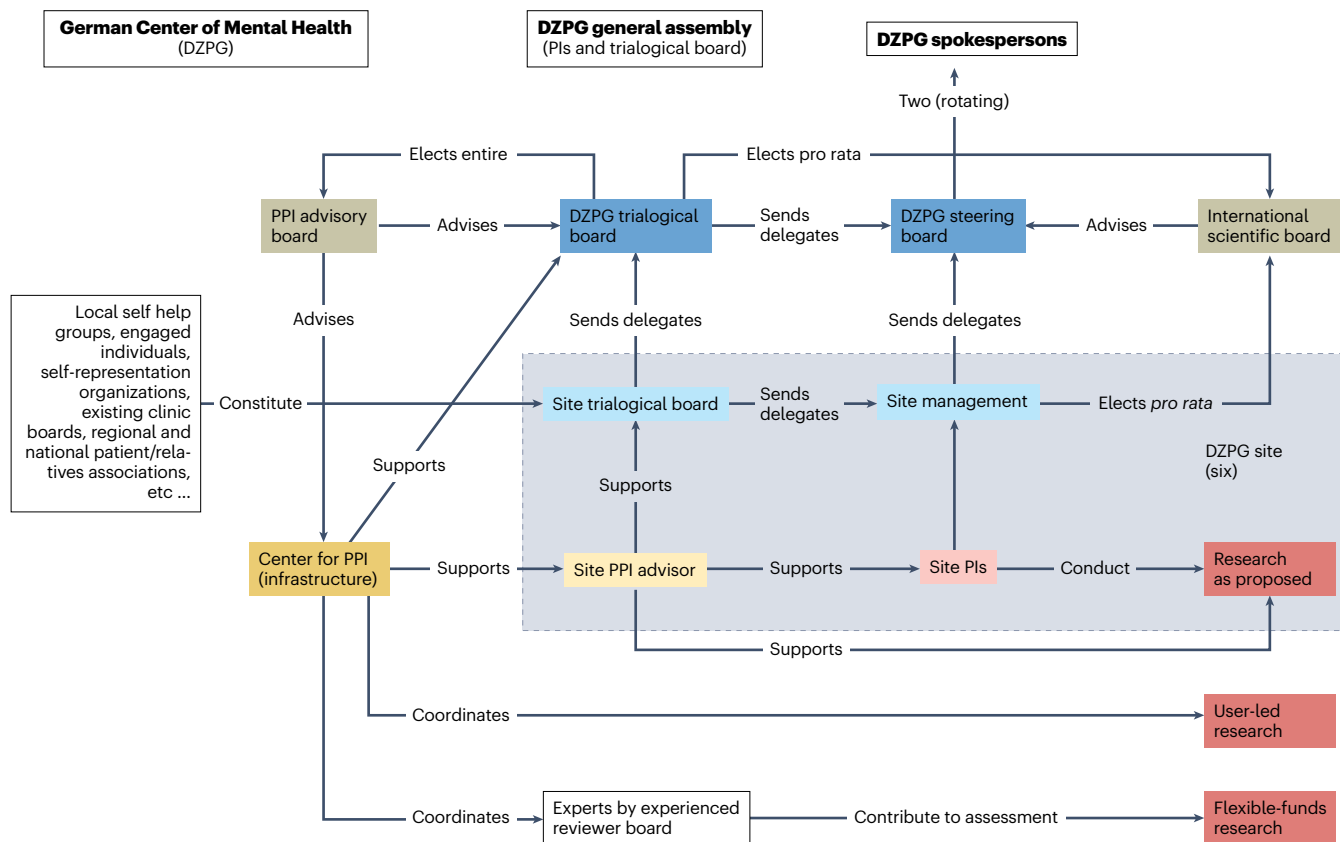 German Center of Mental Health
(DZPG)
DZPG general assembly
(PIs and trialogical board)
DZPG spokespersons
Two (rotating)
Elects entire
Elects pro rata
PPI advisory
board
Advises
DZPG trialogical
board
Sends
delegates
DZPG steering
board
Advises
International
scientific board
Local self help
groups, engaged
individuals,
self-representation
organizations,
existing clinic
boards, regional and
national patient/rela-
tives associations,
etc ...
Advises
Sends delegates
Sends delegates
Constitute
Site trialogical board
Sends
delegates
Site management
Elects pro rata
DZPG site
(six)
Supports
Supports
Center for PPI
(infrastructure)
Supports
Site PPI advisor
Supports
Site PIs
Conduct
Research
as proposed
Supports
Coordinates
User-led
research
Coordinates
Experts by experienced
reviewer board
Contribute to assessment
Flexible-funds
research